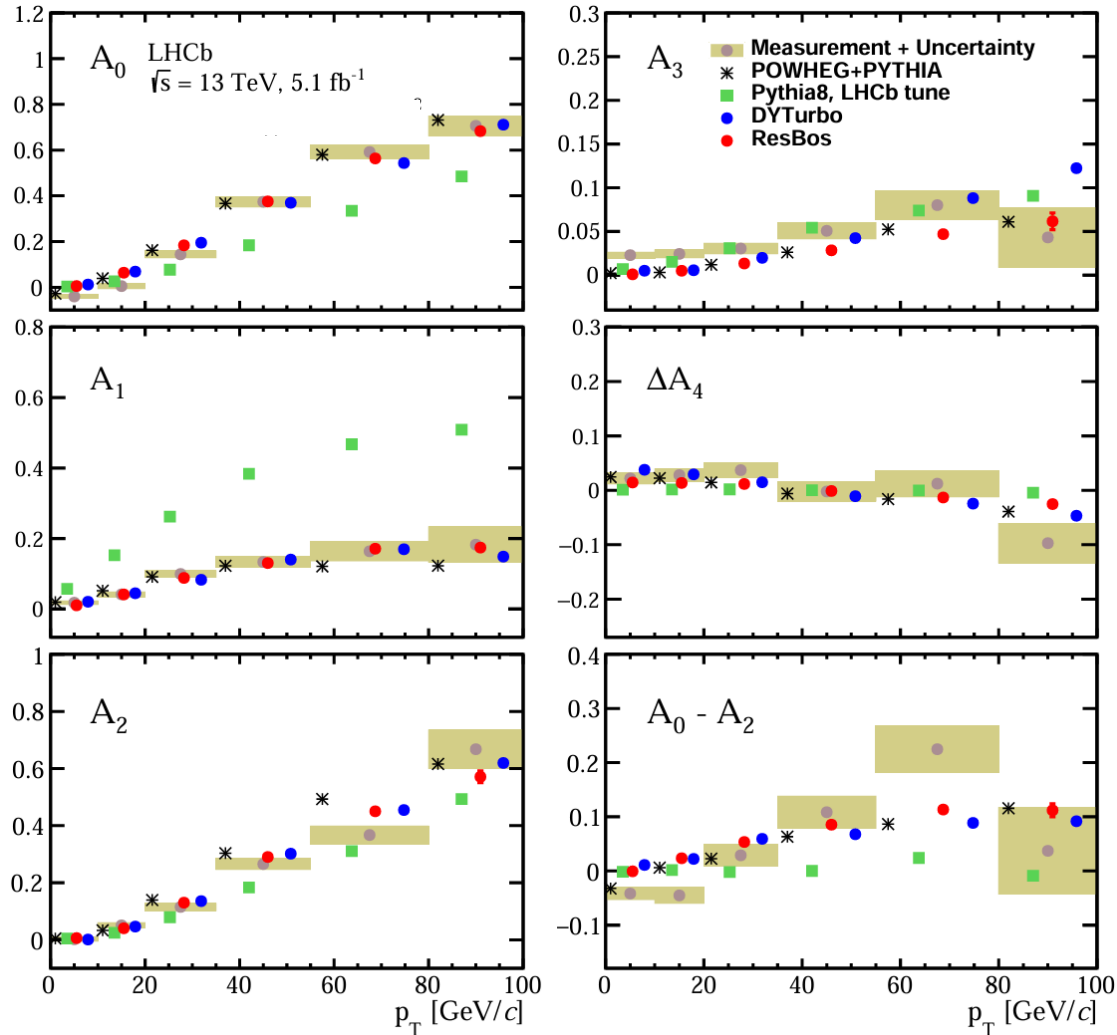 A0
LHCb
√s = 13 TeV, 5.1 fb-1
1.2
1
0.8
0.6
0.4
0.2
0
A3
Measurement + Uncertainty
POWHEG+PYTHIA
Pythia8, LHCb tune
DYTurbo
ResBos
0.3
0.25
0.2
0.15
0.1
0.05
0
A1
0.8
0.6
0.4
0.2
0
ΔA4
0.3
0.2
0.1
0
−0.1
−0.2
A2
1
0.8
0.6
0.4
0.2
0
0 20 40 60 80 100
pT [GeV/c]
A0 - A2
0.4
0.3
0.2
0.1
0
−0.1
0 20 40 60 80 100
pT [GeV/c]